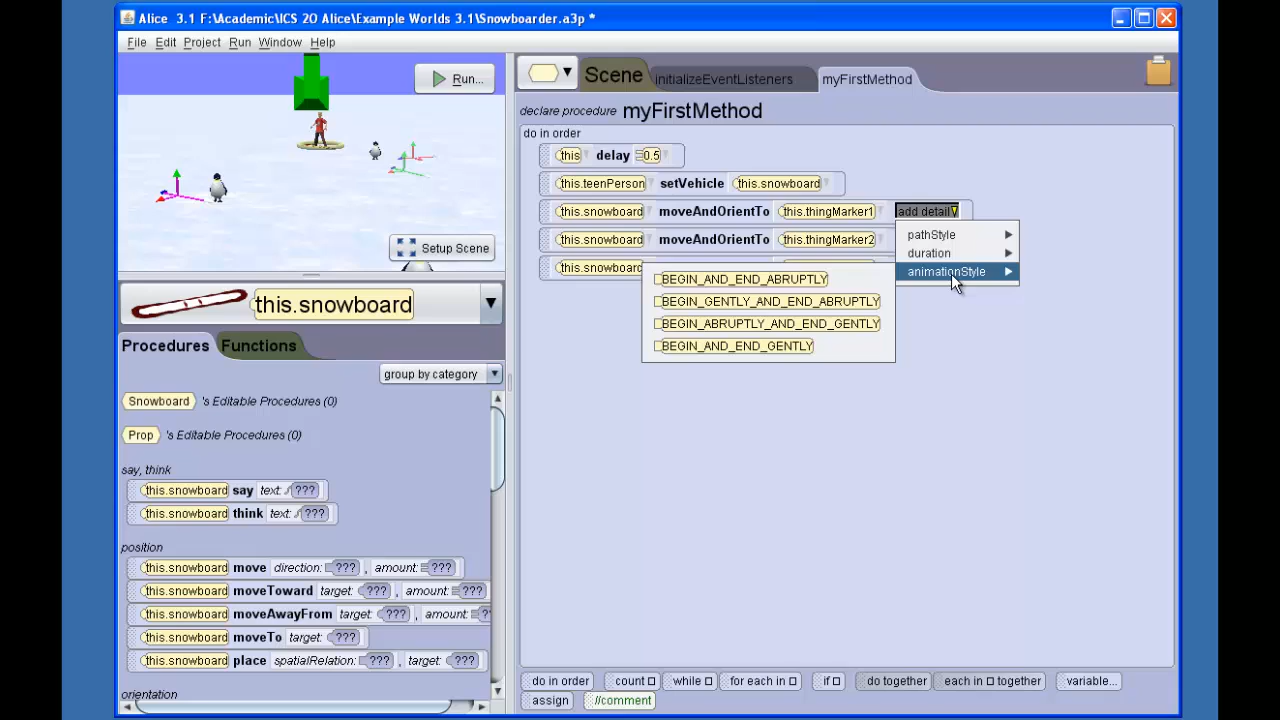 Alice 3.1 F:\Academic\ICS 2O Alice\Example Worlds 3.1\Snowboarder.a3p *
File Edit Project Run Window Help
Run...
Setup Scene
this.snowboard
Procedures Functions
group by category
Snowboard 's Editable Procedures (0)
Prop 's Editable Procedures (0)
say, think
this.snowboard say text: ???
this.snowboard think text: ???
position
this.snowboard move direction: ??? , amount: ???
this.snowboard moveToward target: ??? , amount: ???
this.snowboard moveAwayFrom target: ??? , amount:
this.snowboard moveTo target: ???
this.snowboard place spatialRelation: ??? , target: ???
orientation
Scene initializeEventListeners myFirstMethod
declare procedure myFirstMethod
do in order
this delay 0.5
this.teenPerson setVehicle this.snowboard
this.snowboard moveAndOrientTo this.thingMarker1 add detail
this.snowboard moveAndOrientTo this.thingMarker2
this.snowboard
pathStyle
duration
animationStyle
BEGIN_AND_END_ABRUPTLY
BEGIN_GENTLY_AND_END_ABRUPTLY
BEGIN_ABRUPTLY_AND_END_GENTLY
BEGIN_AND_END_GENTLY
do in order count while for each in if do together each in together variable...
assign //comment